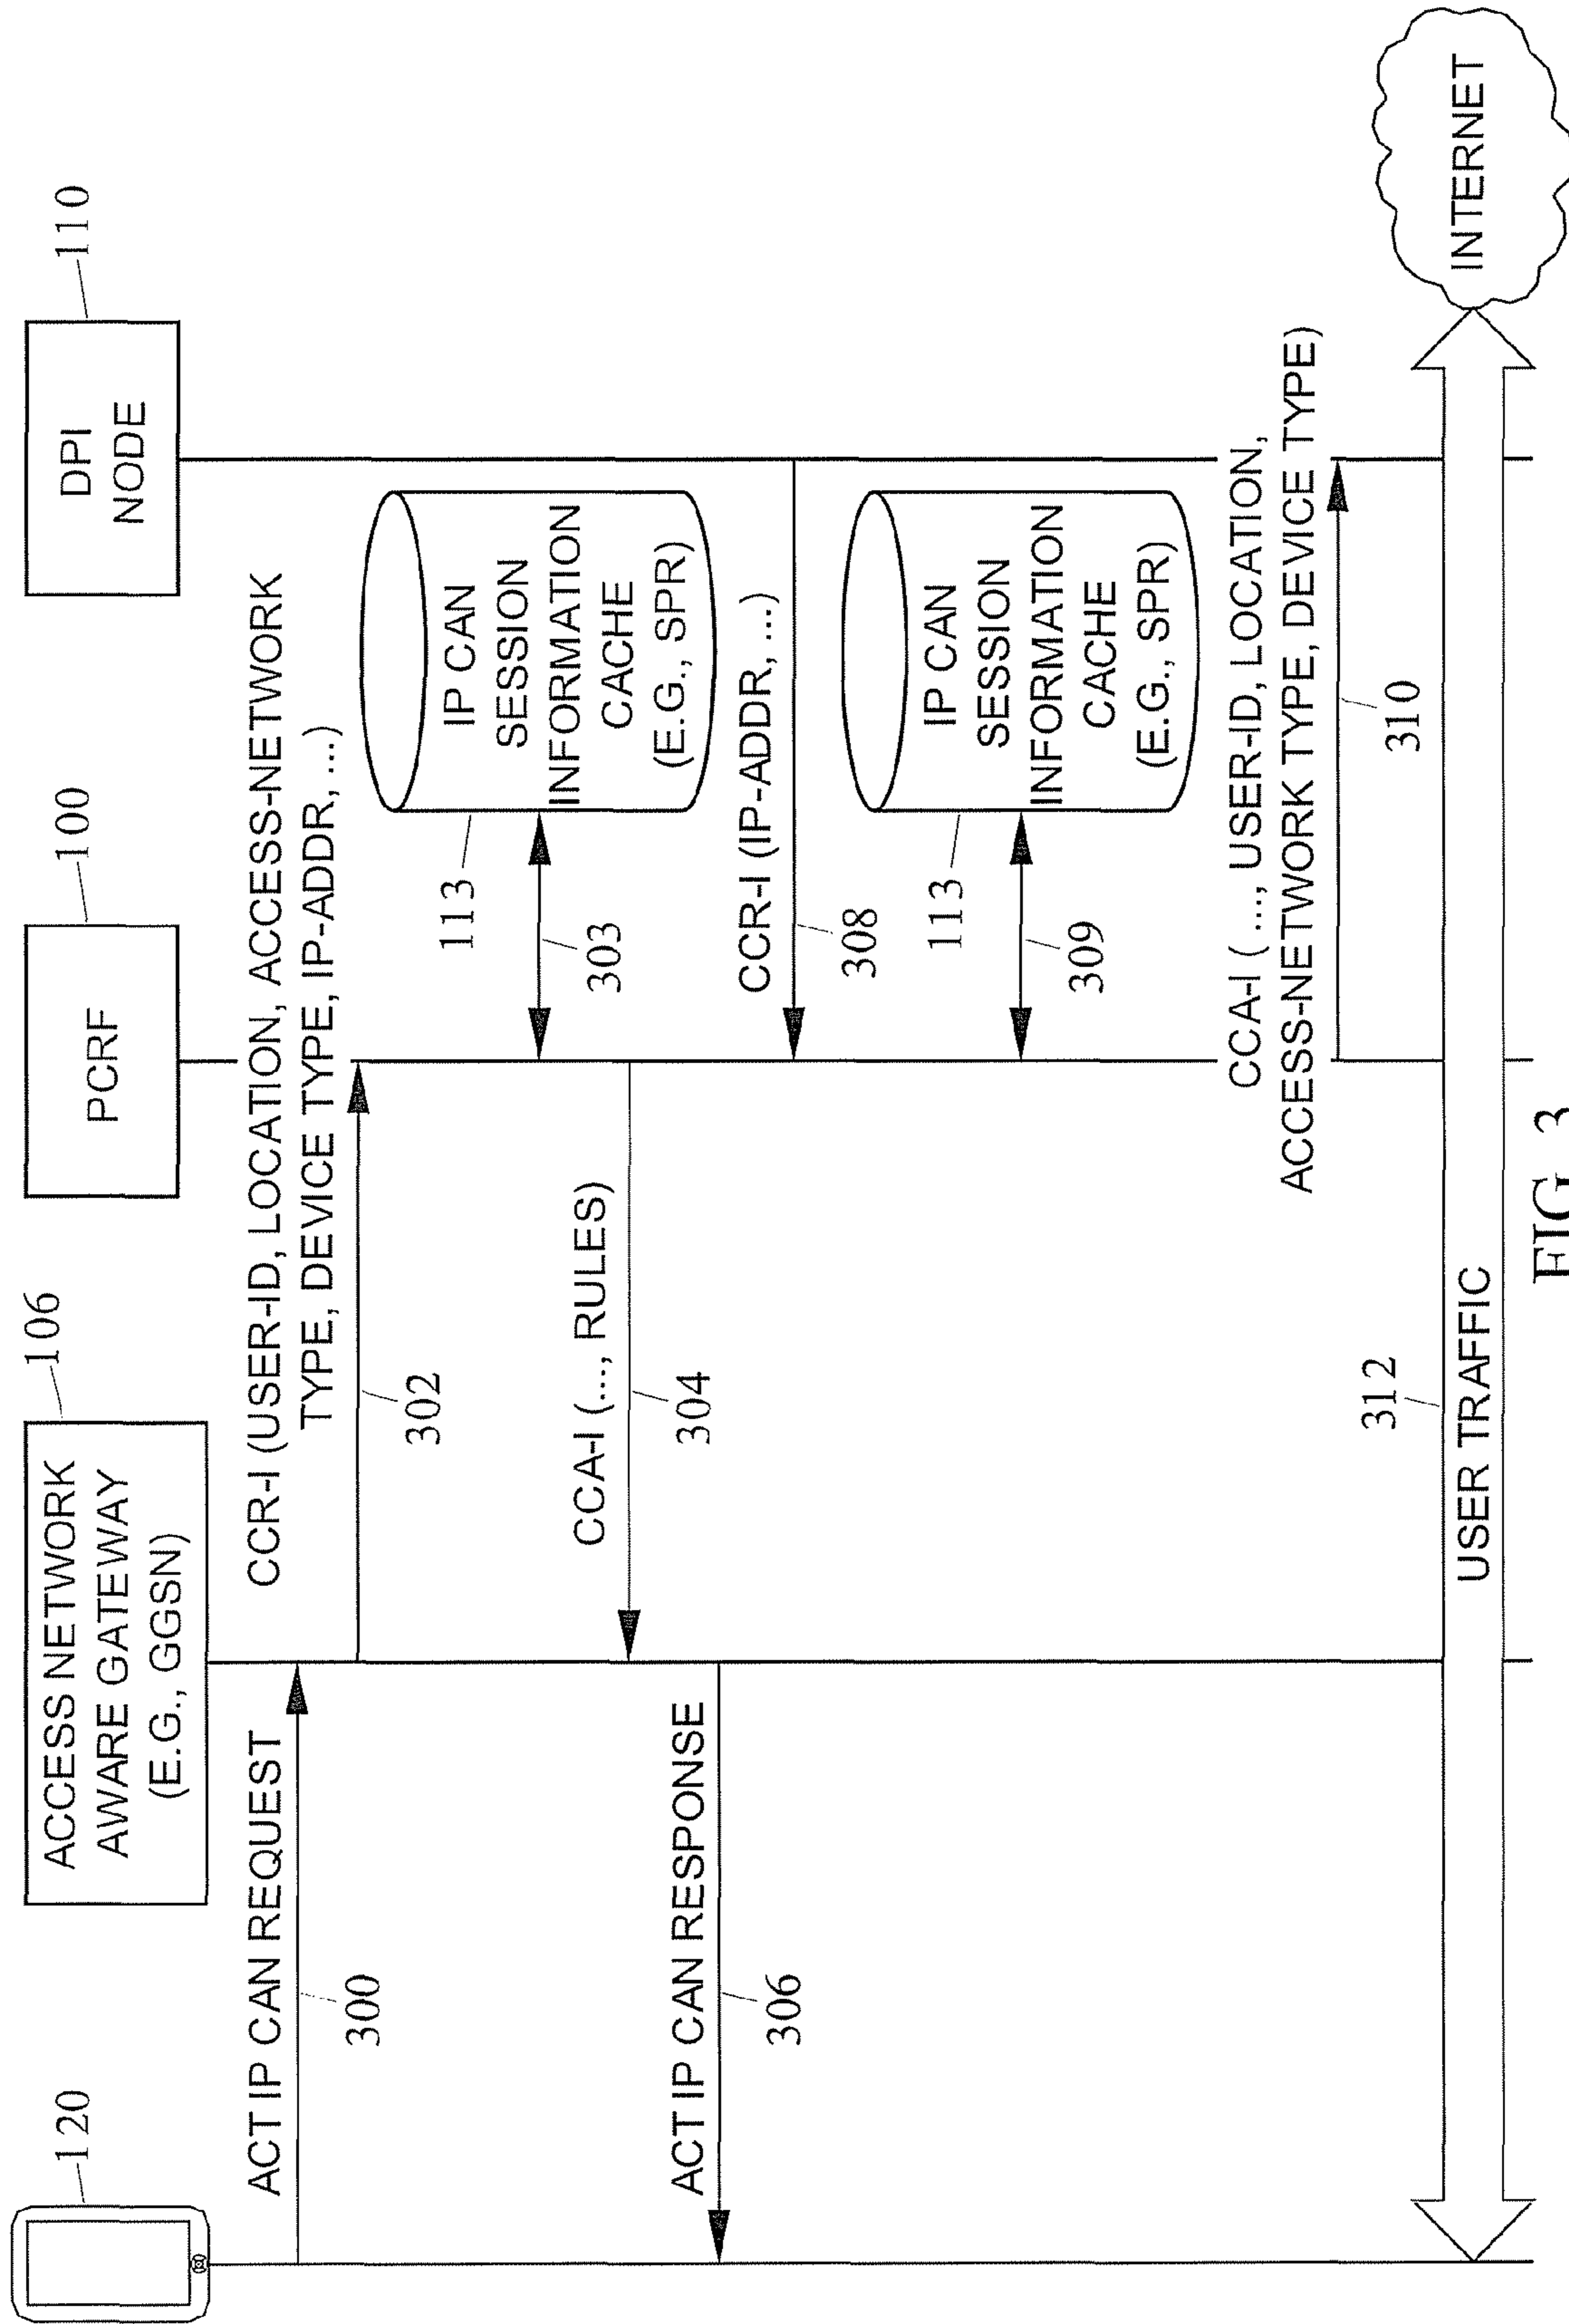 120
ACCESS NETWORK
AWARE GATEWAY
(E.G., GGSN)
106
PCRF
100
DPI
NODE
110
ACT IP CAN REQUEST
300
CCR-I (USER-ID, LOCATION, ACCESS-NETWORK
TYPE, DEVICE TYPE, IP-ADDR, ...)
302
IP CAN
SESSION
INFORMATION
CACHE
(E.G., SPR)
113
303
CCA-I (..., RULES)
304
ACT IP CAN RESPONSE
306
CCR-I (IP-ADDR, ...)
308
IP CAN
SESSION
INFORMATION
CACHE
(E.G., SPR)
113
309
CCA-I ( ..., USER-ID, LOCATION,
ACCESS-NETWORK TYPE, DEVICE TYPE)
310
312
USER TRAFFIC
INTERNET
FIG. 3